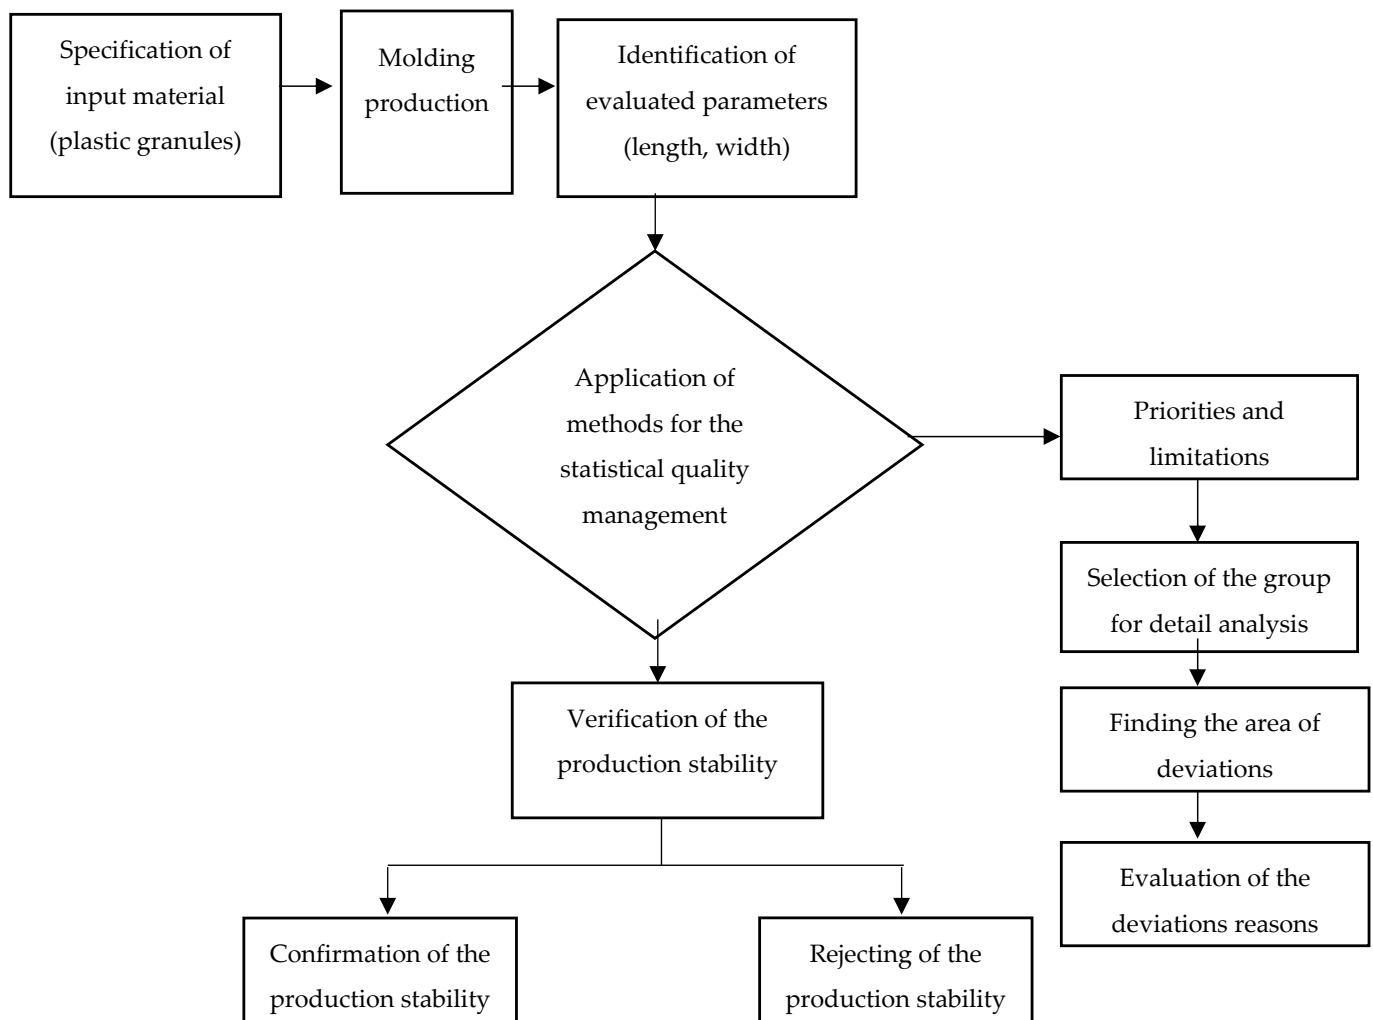 Specification of
input material
(plastic granules)
Molding
production
Identification of
evaluated parameters
(length, width)
Application of
methods for the
statistical quality
management
Priorities and
limitations
Selection of the group
for detail analysis
Finding the area of
deviations
Evaluation of the
deviations reasons
Verification of the
production stability
Confirmation of the
production stability
Rejecting of the
production stability